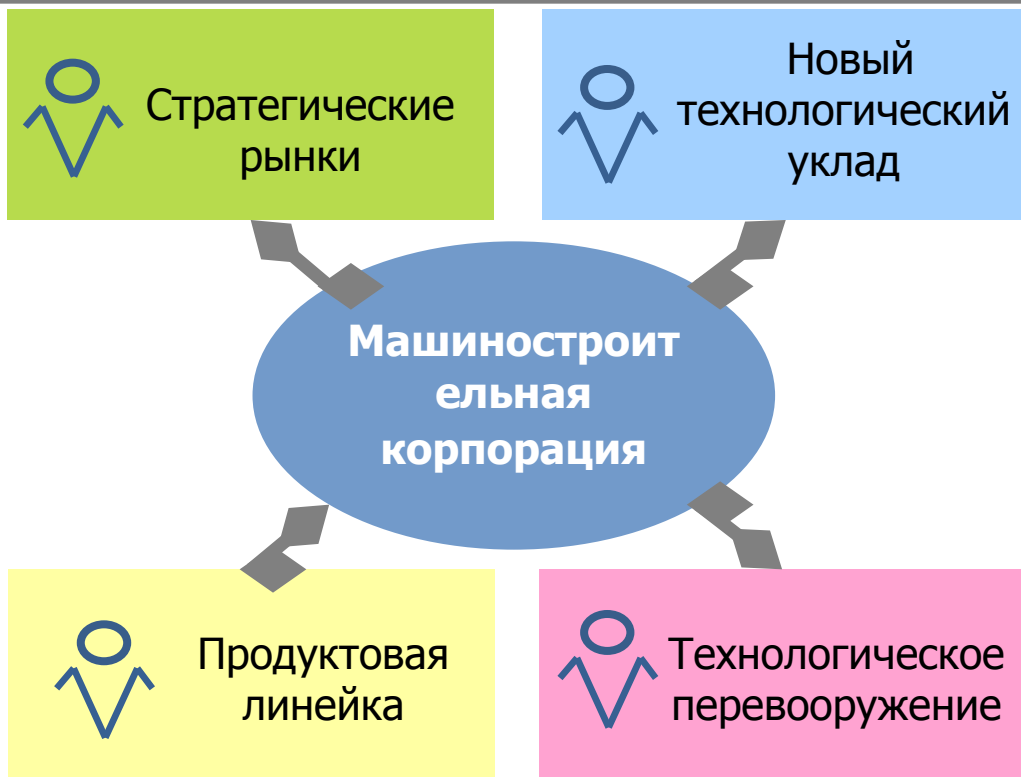 Стратегические
рынки
Новый
технологический
уклад
Машиностроит
ельная
корпорация
Продуктовая
линейка
Технологическое
перевооружение